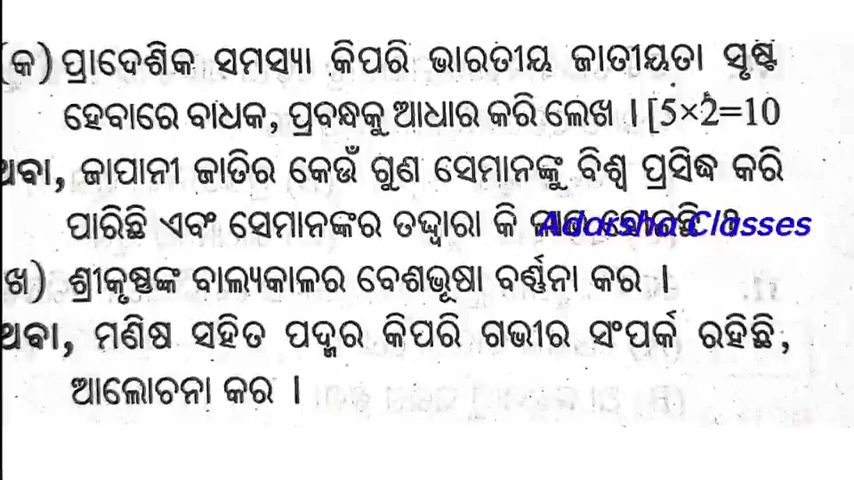 (କ) ପ୍ରାଦେଶିକ ସମସ୍ୟା କିପରି ଭାରତୀୟ ଜାତୀୟତା ସୃଷ୍ଟି
ହେବାରେ ବାଧକ, ପ୍ରବନ୍ଧକୁ ଆଧାର କରି ଲେଖ । [5×2=10
ଥବା, ଜାପାନୀ ଜାତିର କେଉଁ ଗୁଣ ସେମାନଙ୍କୁ ବିଶ୍ୱ ପ୍ରସିଦ୍ଧ କରି
ପାରିଛି ଏବଂ ସେମାନଙ୍କର ତଦ୍ଦ୍ୱାରା କି Adarsha Classes
ଖ) ଶ୍ରୀକୃଷ୍ଣଙ୍କ ବାଲ୍ୟକାଳର ବେଶଭୂଷା ବର୍ଣ୍ଣନା କର ।
ଥବା, ମଣିଷ ସହିତ ପଦ୍ମର କିପରି ଗଭୀର ସଂପର୍କ ରହିଛି,
ଆଲୋଚନା କର ।